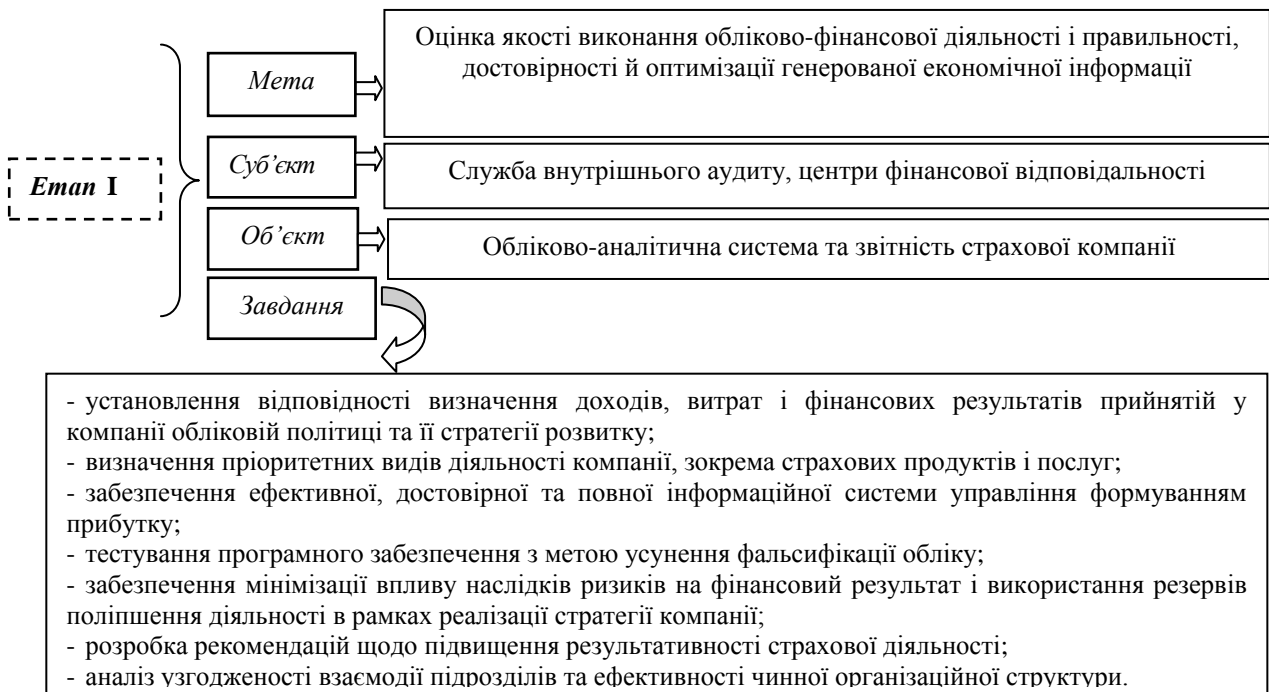 Мета
Оцінка якості виконання обліково-фінансової діяльності і правильності,
достовірності й оптимізації генерованої економічної інформації
Етап I
Суб’єкт
Служба внутрішнього аудиту, центри фінансової відповідальності
Об’єкт
Обліково-аналітична система та звітність страхової компанії
Завдання
- установлення відповідності визначення доходів, витрат і фінансових результатів прийнятій у
компанії обліковій політиці та її стратегії розвитку;
- визначення пріоритетних видів діяльності компанії, зокрема страхових продуктів і послуг;
- забезпечення ефективної, достовірної та повної інформаційної системи управління формуванням
прибутку;
- тестування програмного забезпечення з метою усунення фальсифікації обліку;
- забезпечення мінімізації впливу наслідків ризиків на фінансовий результат і використання резервів
поліпшення діяльності в рамках реалізації стратегії компанії;
- розробка рекомендацій щодо підвищення результативності страхової діяльності;
- аналіз узгодженості взаємодії підрозділів та ефективності чинної організаційної структури.